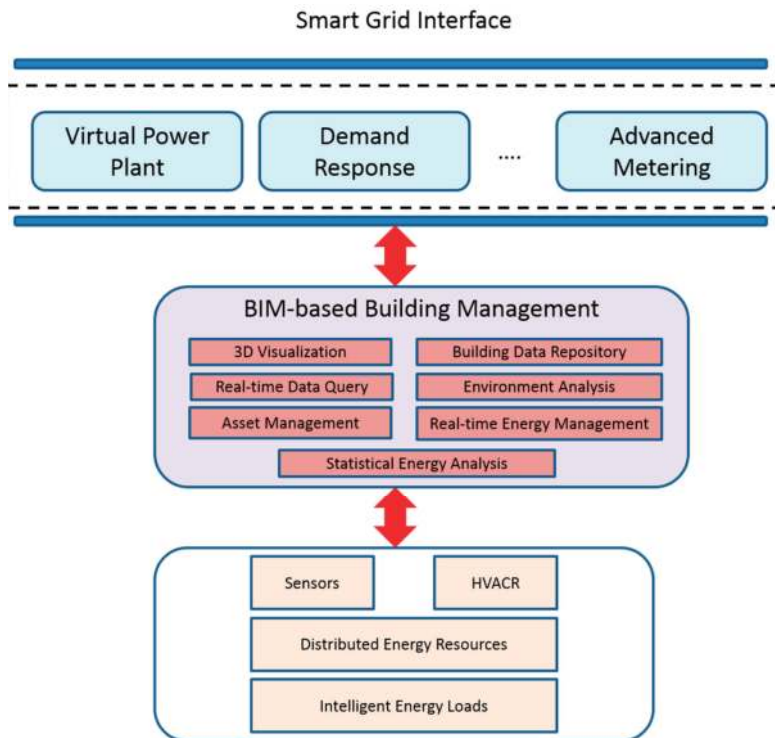 Smart Grid Interface
Virtual Power
Plant
Demand
Response
....
Advanced
Metering
BIM-based Building Management
3D Visualization
Building Data Repository
Real-time Data Query
Environment Analysis
Asset Management
Real-time Energy Management
Statistical Energy Analysis
Sensors
HVACR
Distributed Energy Resources
Intelligent Energy Loads